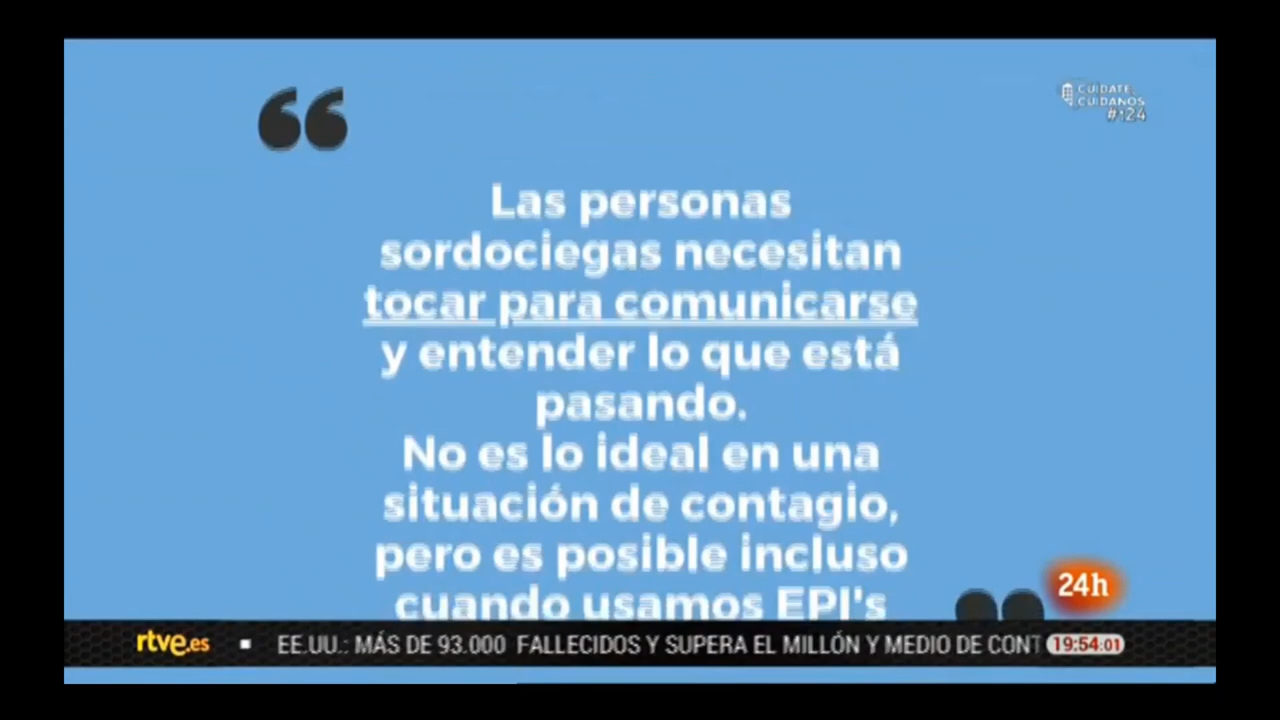 “
CUÍDATE,
CUÍDANOS
#124
Las personas
sordociegas necesitan
tocar para comunicarse
y entender lo que está
pasando.
No es lo ideal en una
situación de contagio,
pero es posible incluso
cuando usamos EPI's
”
24h
rtve.es ▪ EE.UU.: MÁS DE 93.000 FALLECIDOS Y SUPERA EL MILLÓN Y MEDIO DE CONT 19:54:01